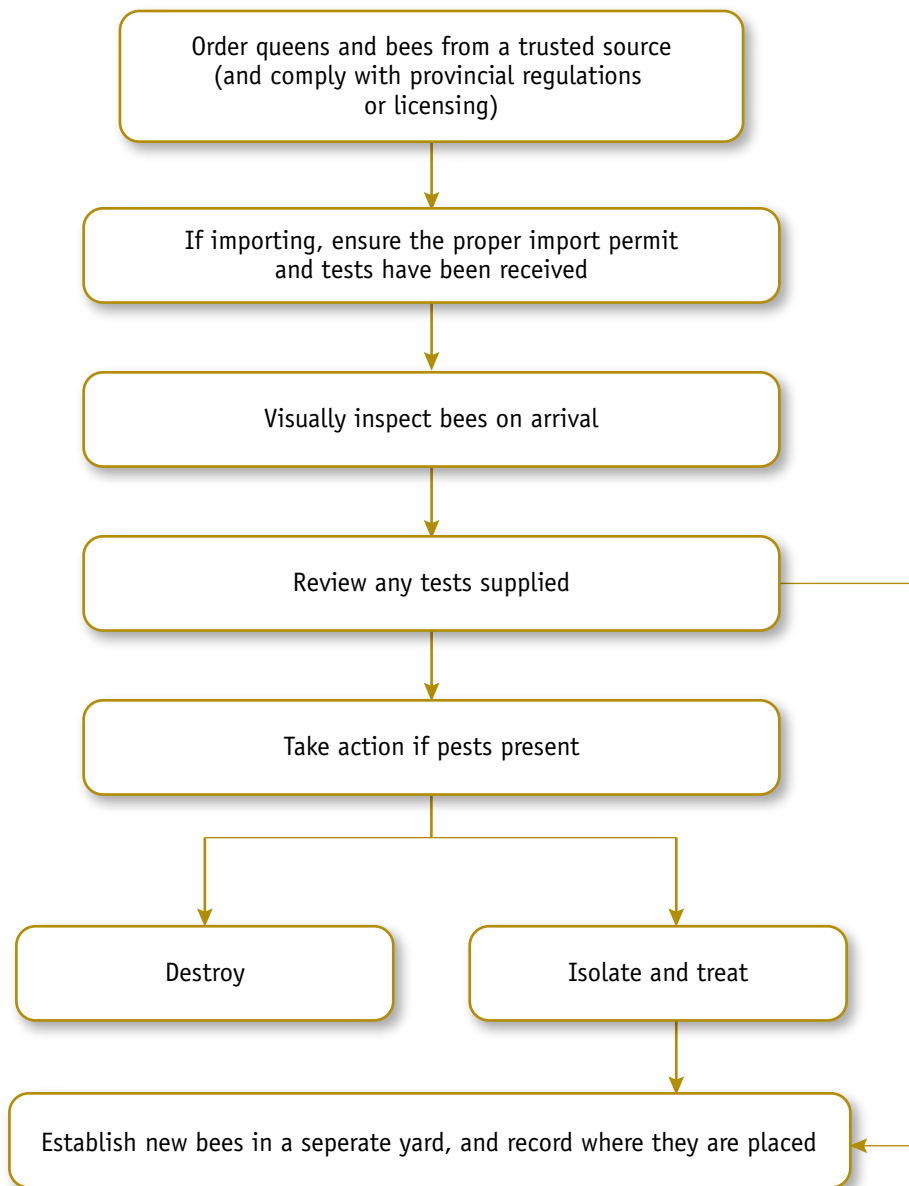 Order queens and bees from a trusted source
(and comply with provincial regulations
or licensing)
If importing, ensure the proper import permit
and tests have been received
Visually inspect bees on arrival
Review any tests supplied
Take action if pests present
Destroy
Isolate and treat
Establish new bees in a seperate yard, and record where they are placed